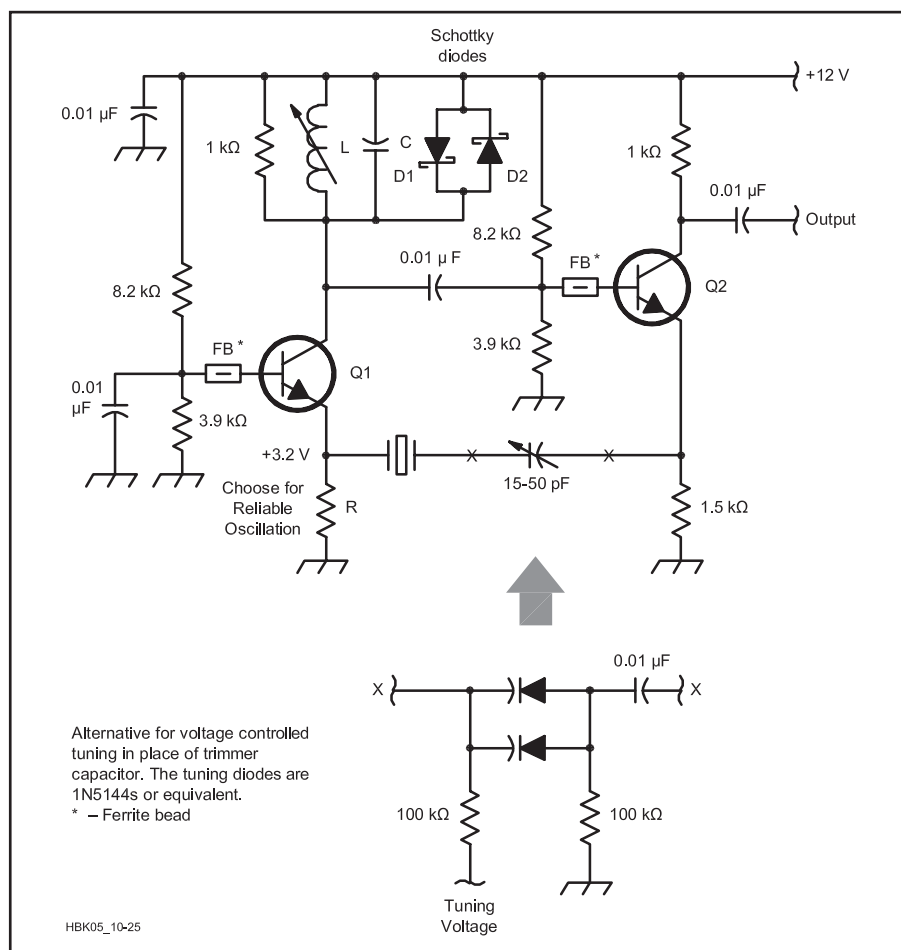 Schottky
diodes
+12 V
0.01 µF
1 kΩ
L
C
D1
D2
1 kΩ
0.01 µF
Output
8.2 kΩ
0.01 µ F
FB *
Q2
8.2 kΩ
3.9 kΩ
FB *
Q1
0.01
µF
3.9 kΩ
+3.2 V
X
X
15-50 pF
Choose for
Reliable
Oscillation
R
1.5 kΩ
0.01 µF
X
X
Alternative for voltage controlled
tuning in place of trimmer
capacitor. The tuning diodes are
1N5144s or equivalent.
* – Ferrite bead
100 kΩ
100 kΩ
Tuning
Voltage
HBK05_10-25